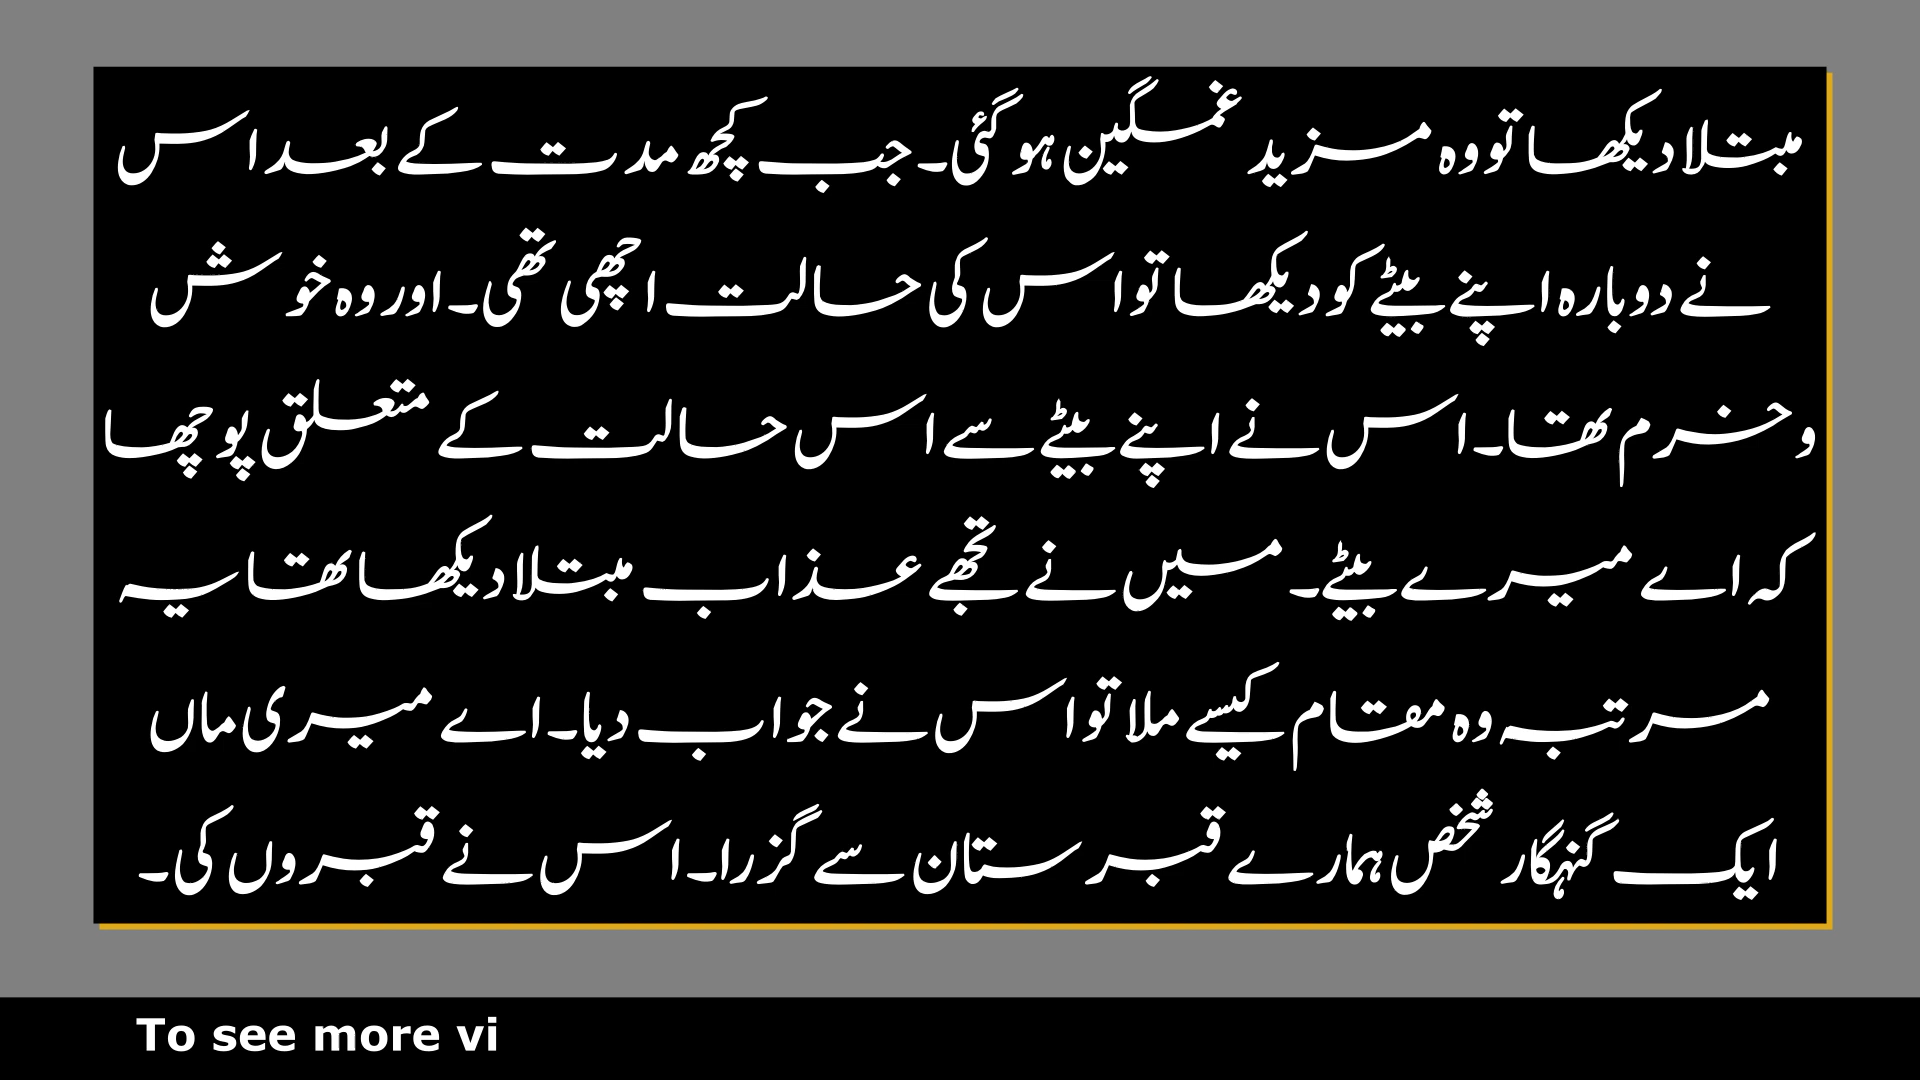 مبتلا دیکھا تو وہ مزید غمگین ہو گئی۔ جب کچھ مدت کے بعد اس
نے دوبارہ اپنے بیٹے کو دیکھا تو اس کی حالت اچھی تھی۔ اور وہ خوش
و خرم تھا۔ اس نے اپنے بیٹے سے اس حالت کے متعلق پوچھا
کہ اے میرے بیٹے۔ میں نے تجھے عذاب مبتلا دیکھا تھا یہ
مرتبہ وہ مقام کیسے ملا تو اس نے جواب دیا۔ اے میری ماں
ایک گنہگار شخص ہمارے قبرستان سے گزرا۔ اس نے قبروں کی۔
To see more vi